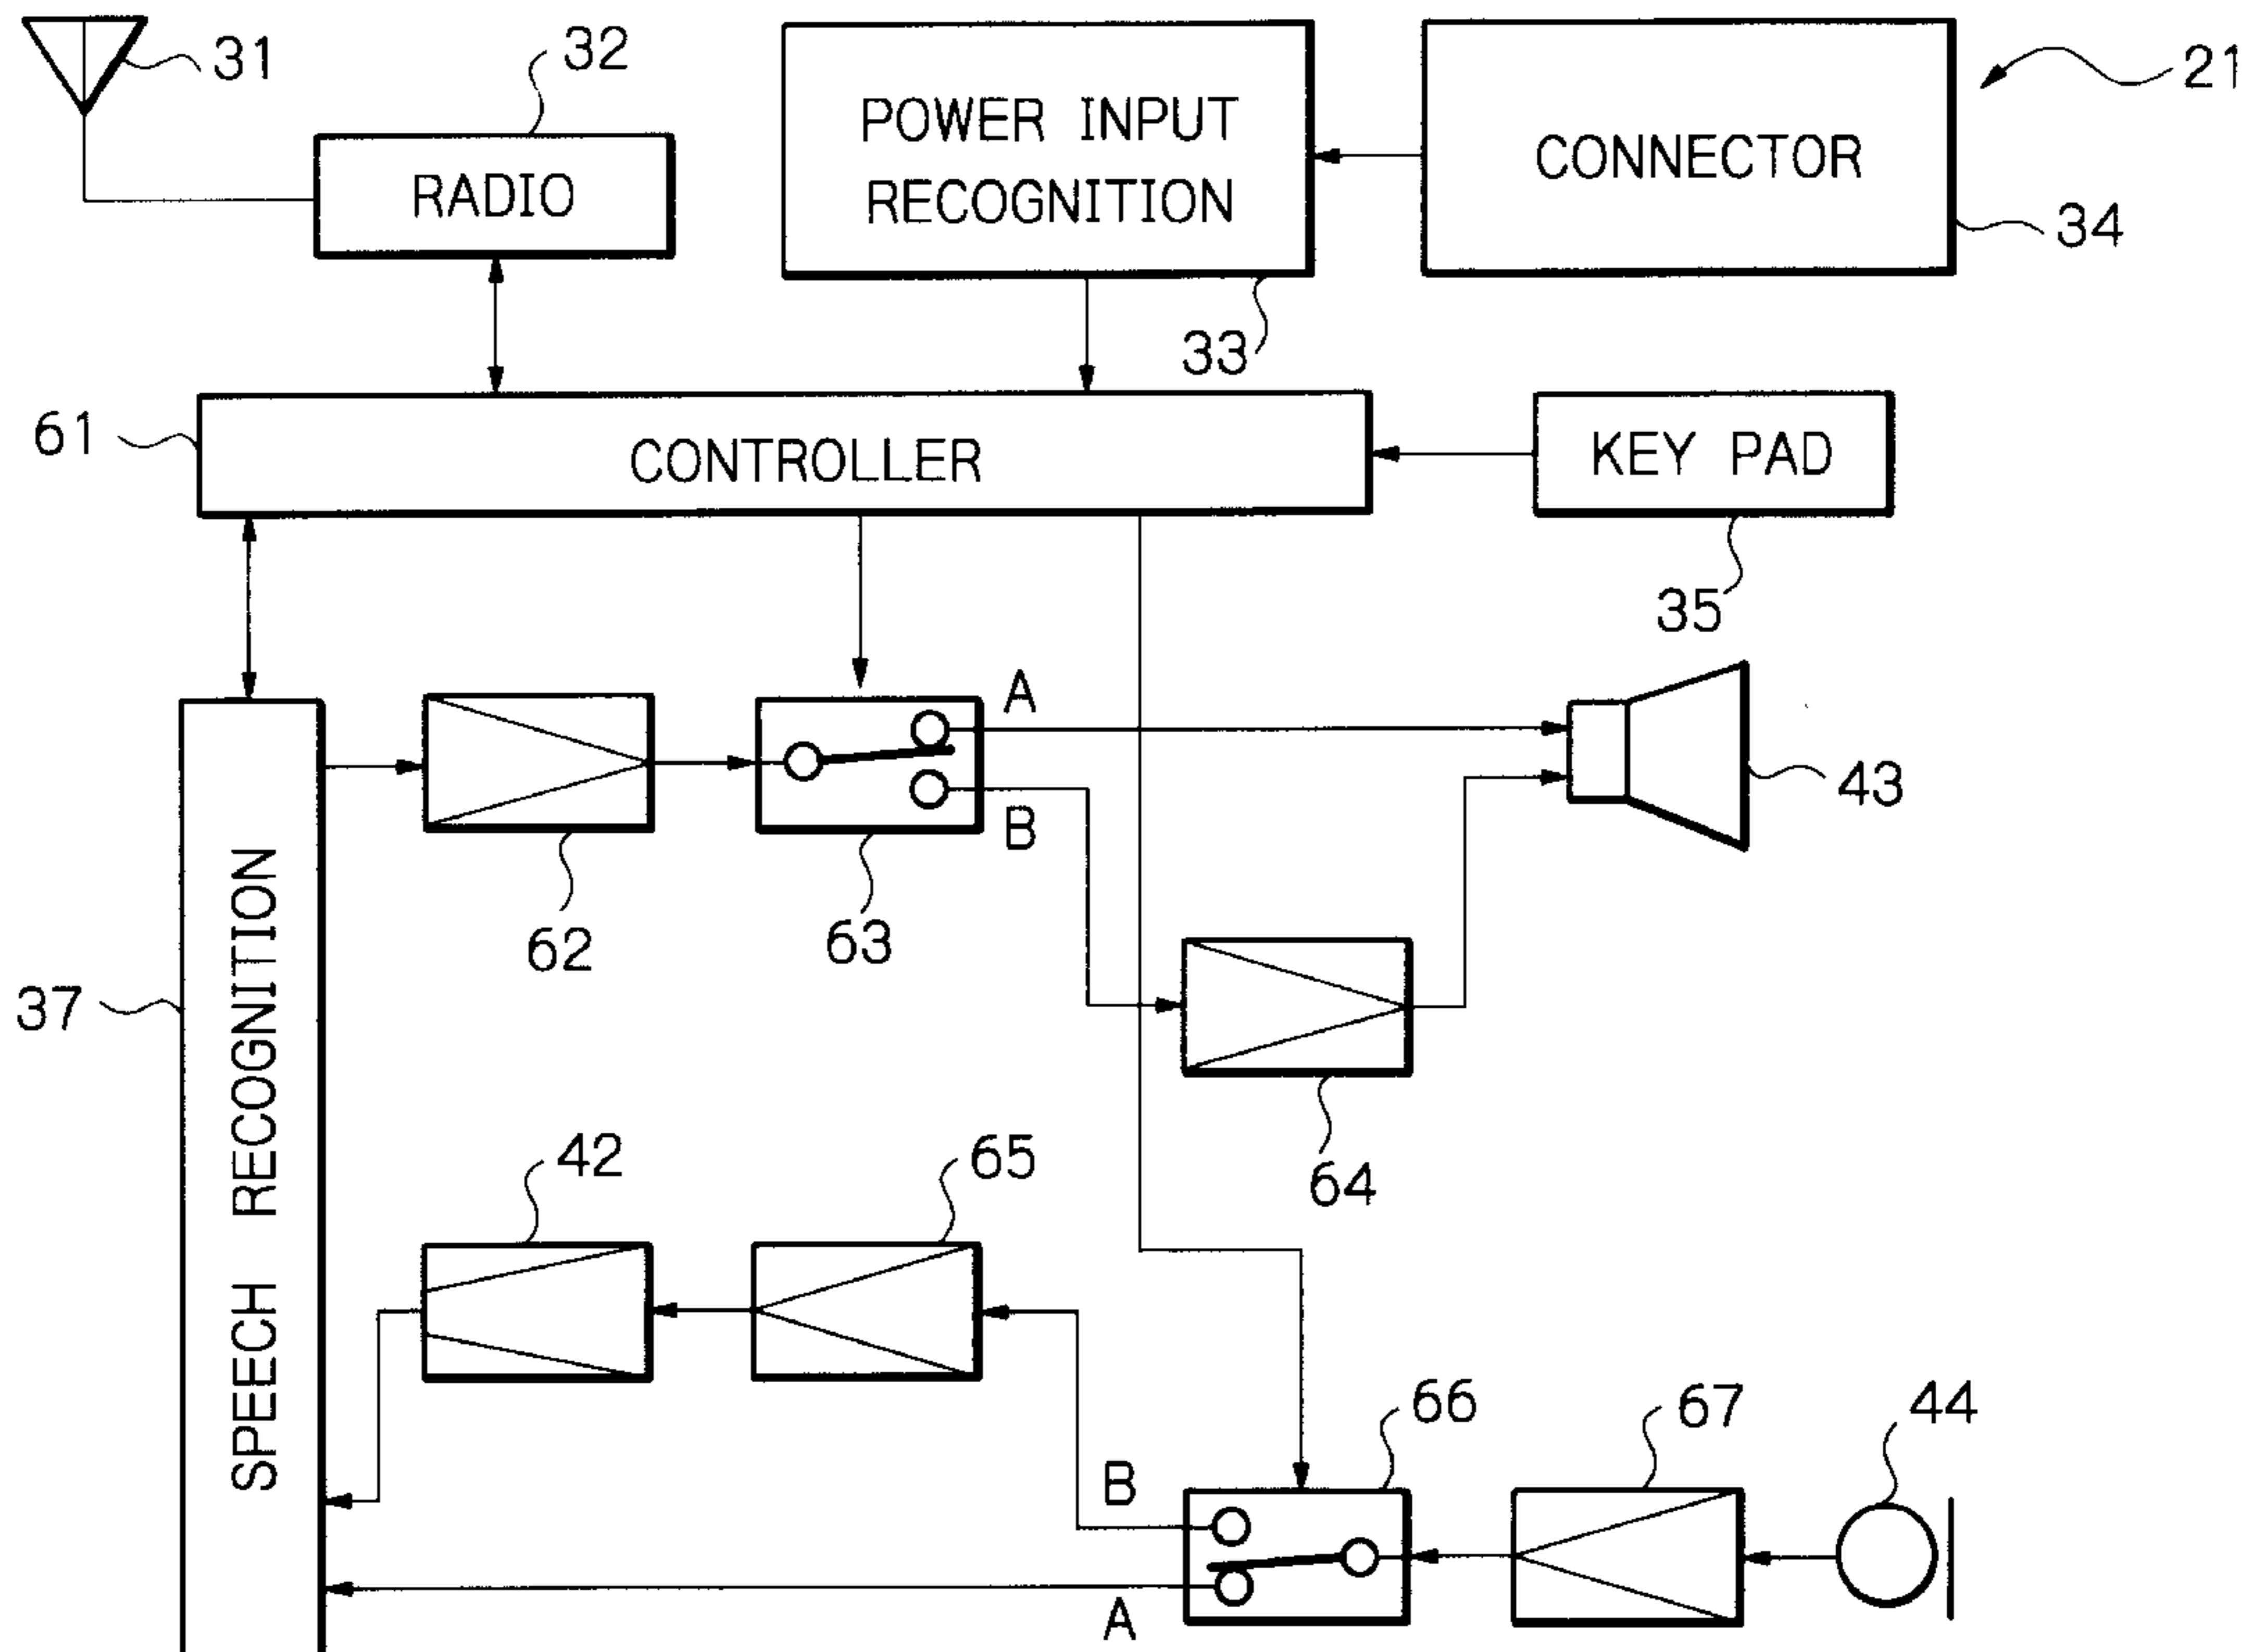 31
32
POWER INPUT
RECOGNITION
CONNECTOR
21
RADIO
34
33
61
CONTROLLER
KEY PAD
35
A
43
B
62
63
37
SPEECH RECOGNITION
64
42
65
66
67
44
B
A